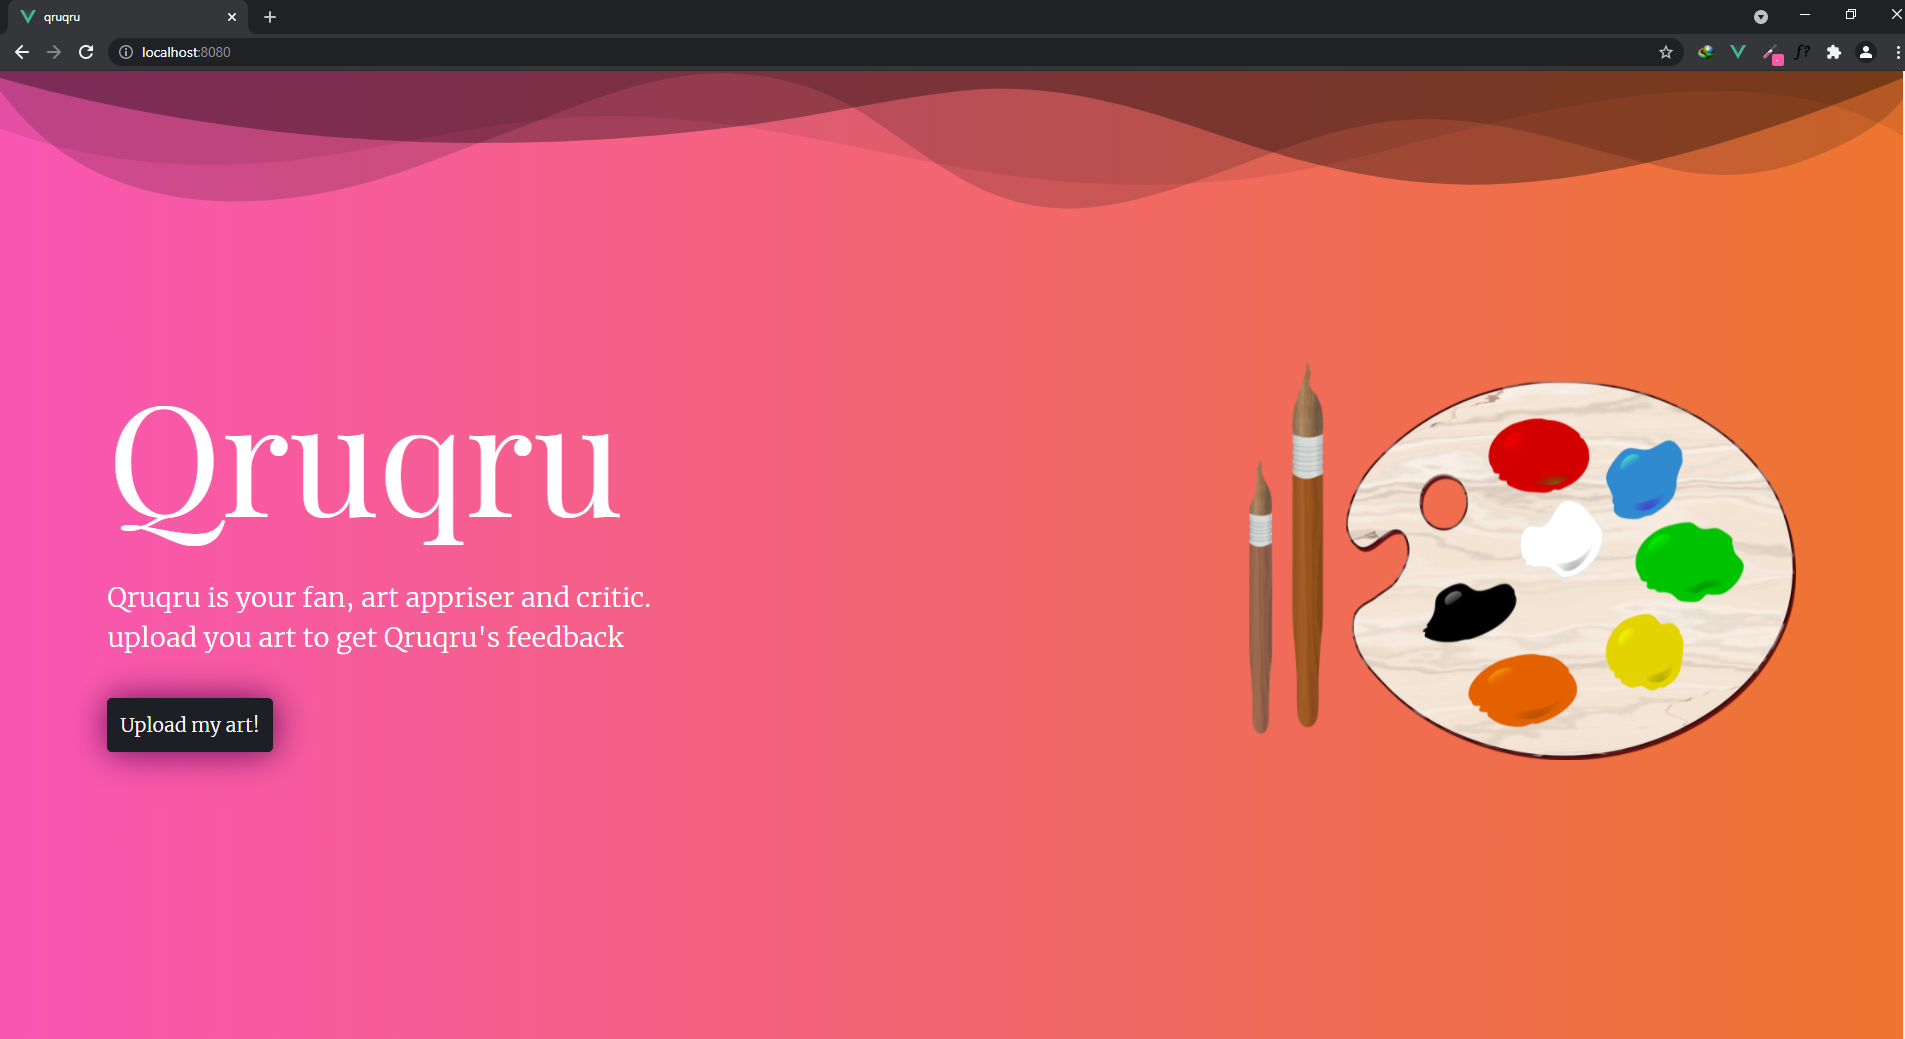 qruqru
localhost:8080
f?
Qruqru
Qruqru is your fan, art appriser and critic.
upload you art to get Qruqru's feedback
Upload my art!